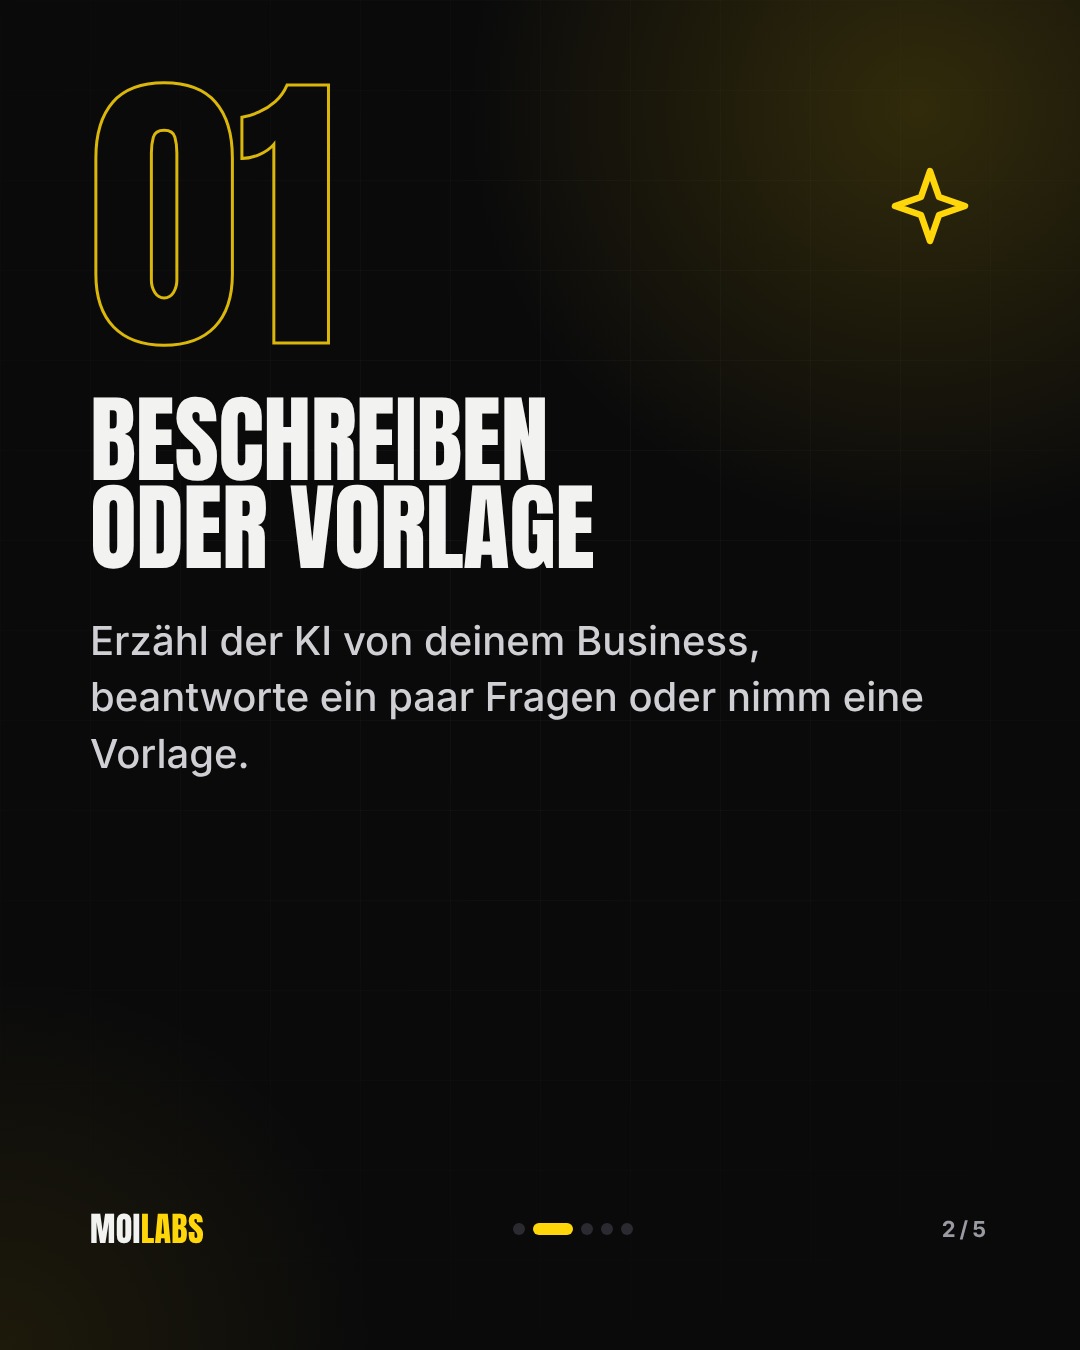 01
BESCHREIBEN
ODER VORLAGE
Erzähl der KI von deinem Business,
beantworte ein paar Fragen oder nimm eine
Vorlage.
MOILABS
2/5